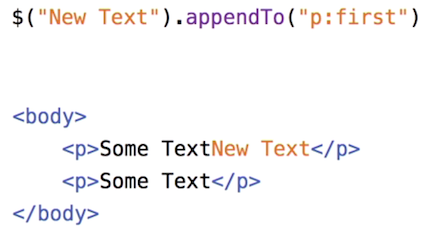 $("New Text").appendTo("p:first")
<body>
<p>Some TextNew Text</p>
<p>Some Text</p>
</body>